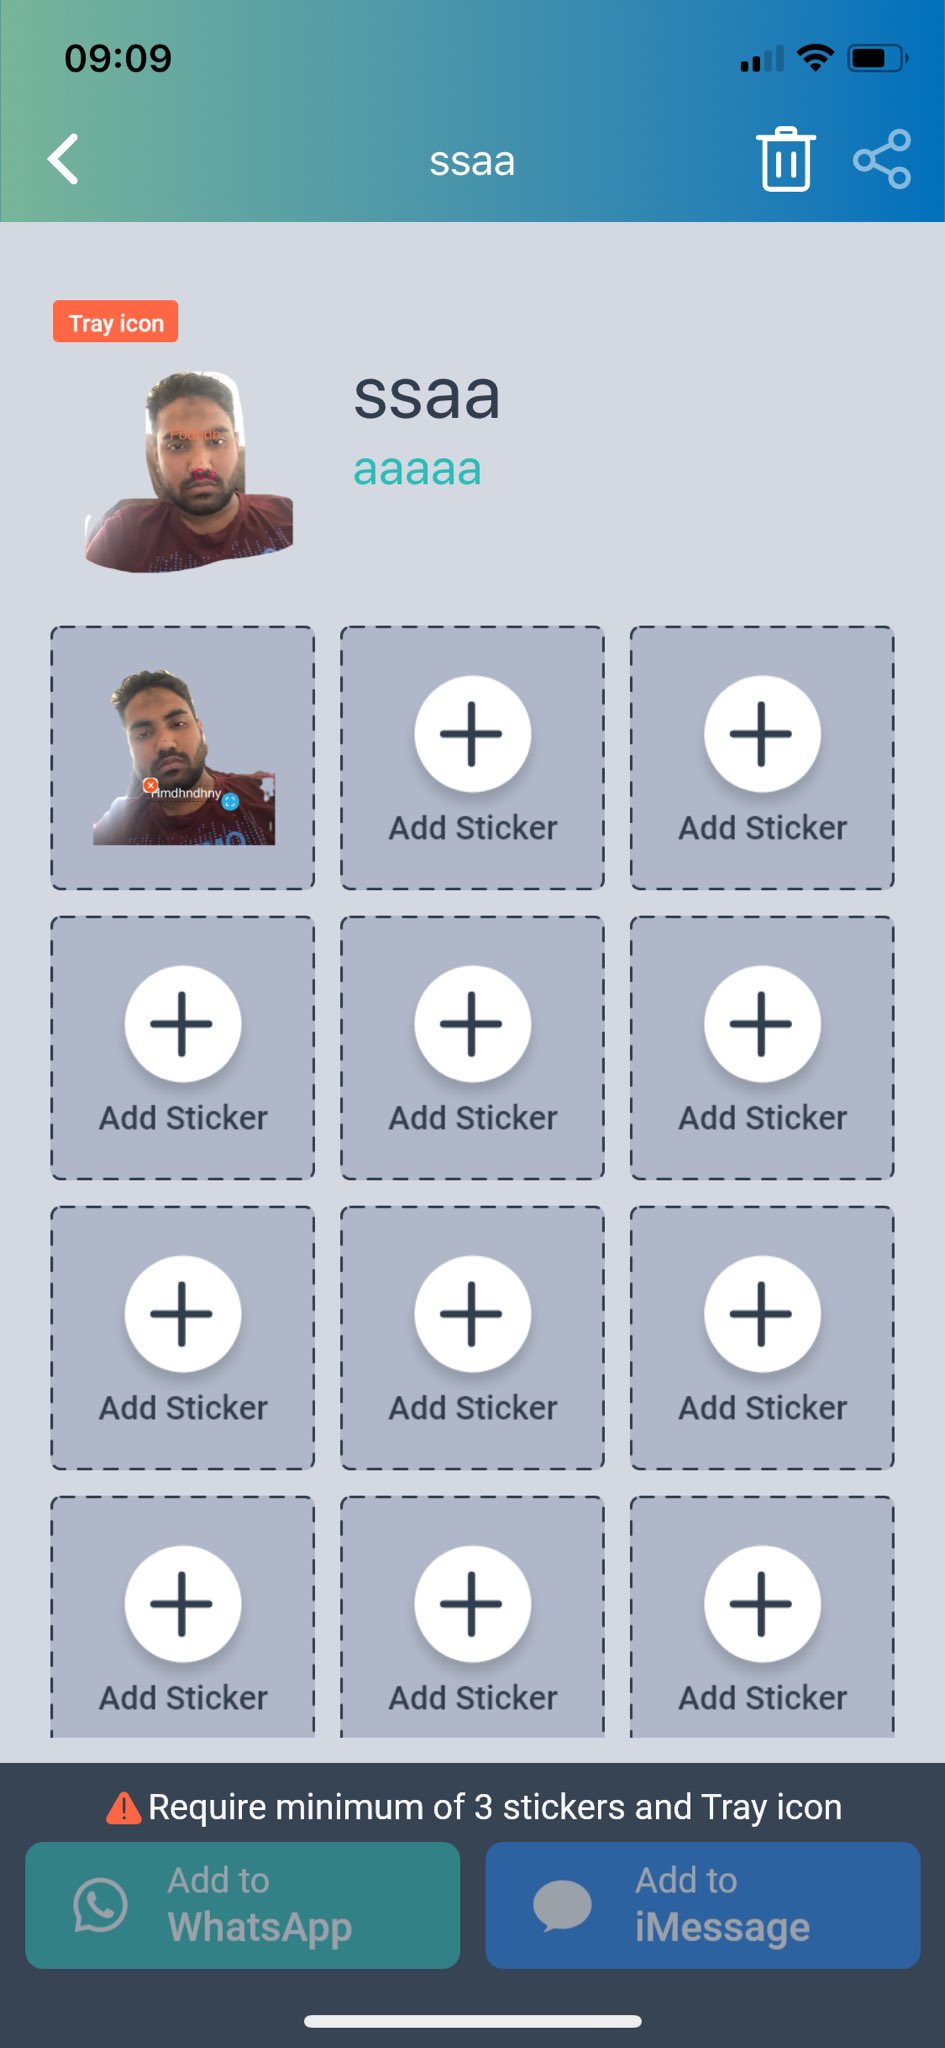 09:09
ssaa
Tray icon
ssaa
aaaaa
Add Sticker
Add Sticker
Add Sticker
Add Sticker
Add Sticker
Add Sticker
Add Sticker
Add Sticker
Add Sticker
Add Sticker
Add Sticker
Require minimum of 3 stickers and Tray icon
Add to
WhatsApp
Add to
iMessage